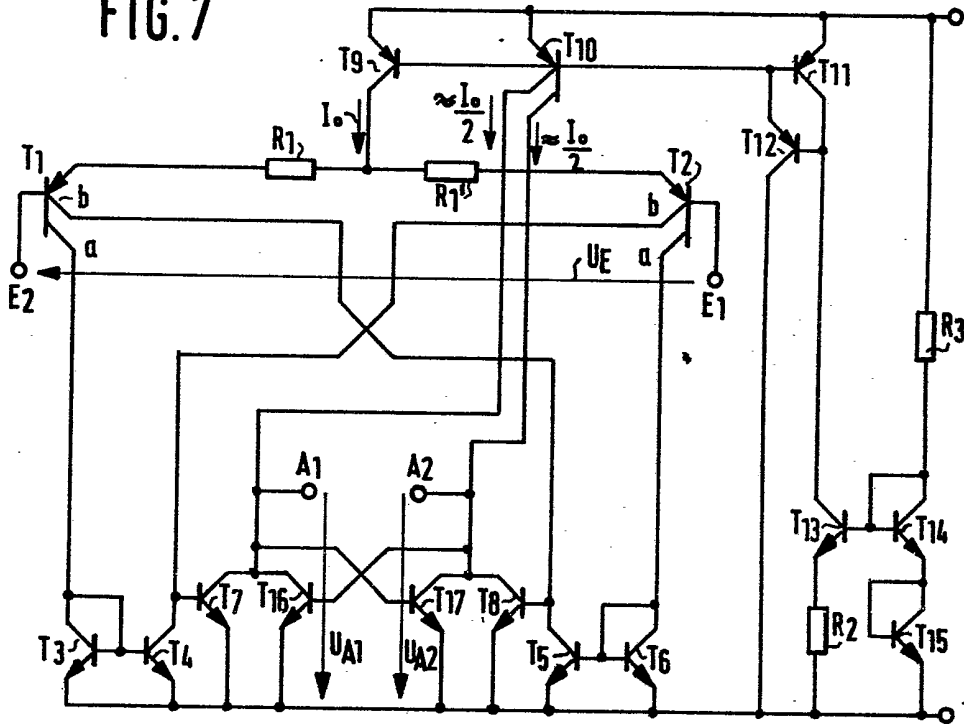 FIG. 7
T9
T10
T11
I₀
≈I₀/2
≈I₀/2
R1
R1"
T12
T1
T2
b
b
a
a
UE
E2
E1
R3
A1
A2
T13
T14
T7
T16
T17
T8
T3
T4
UA1
UA2
T5
T6
R2
T15